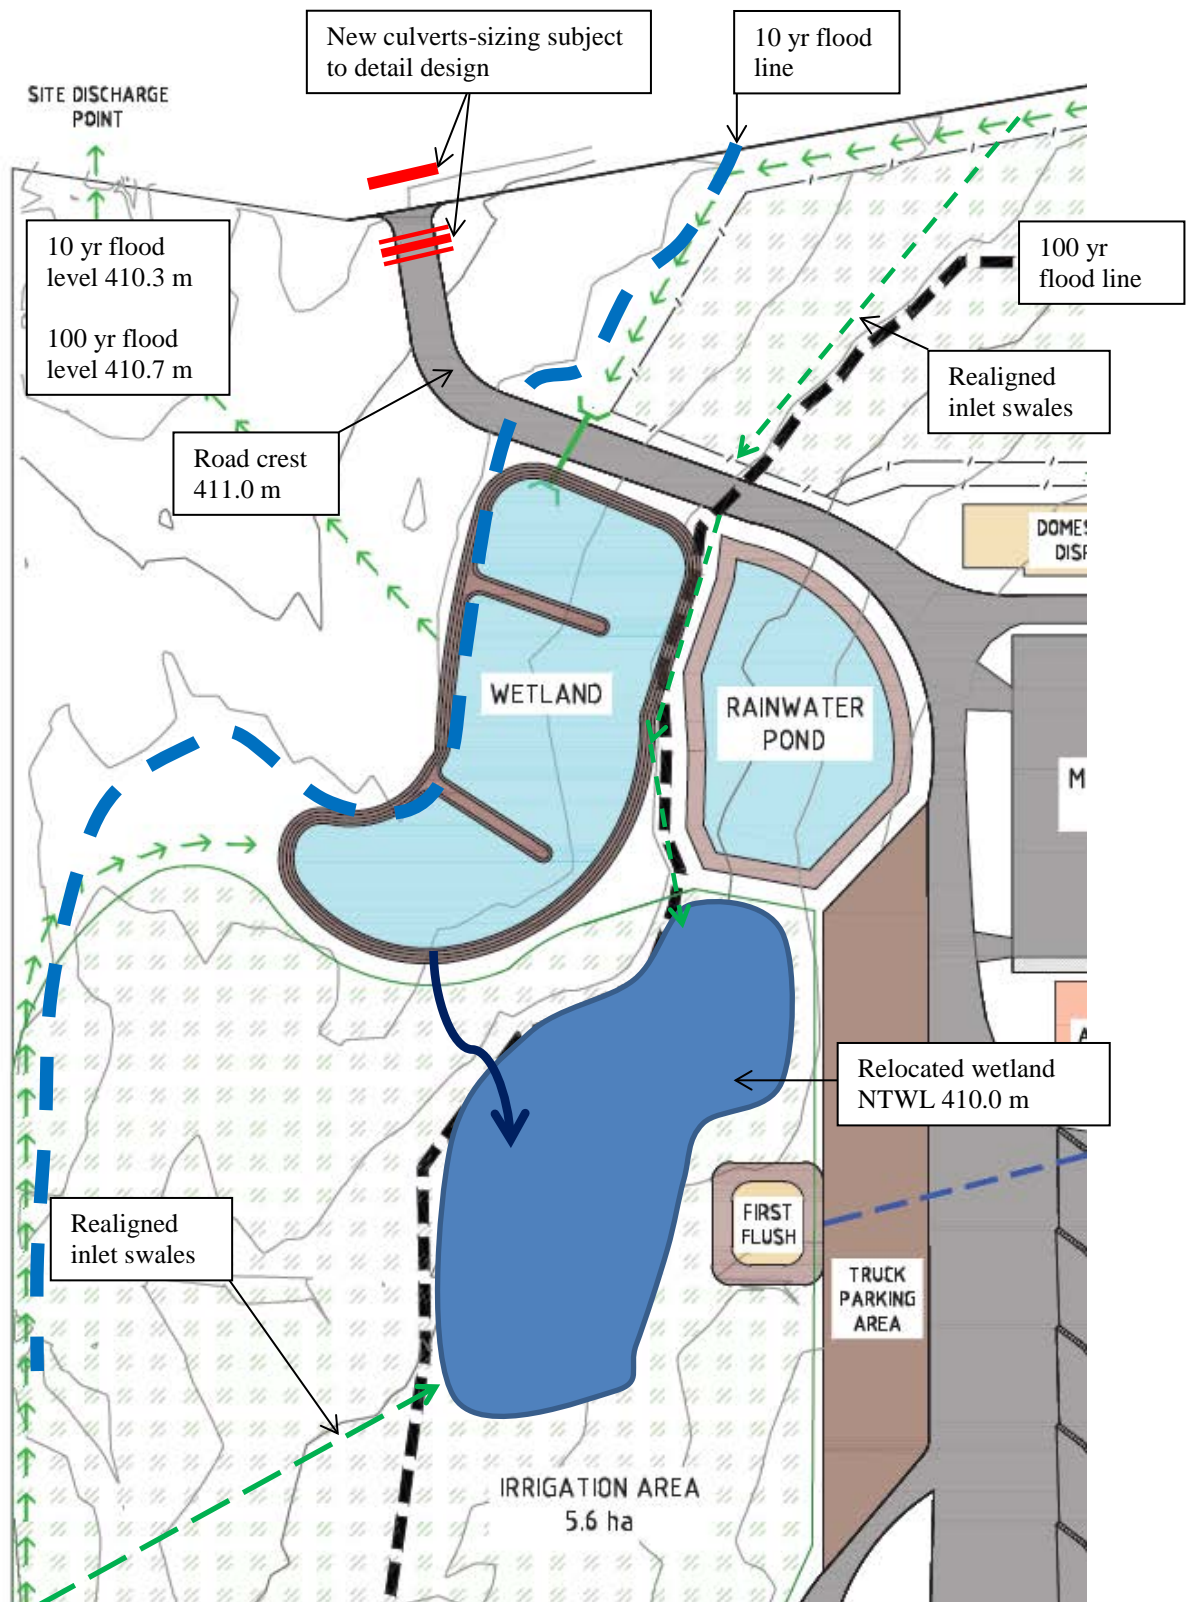 New culverts-sizing subject
to detail design
10 yr flood
line
SITE DISCHARGE
POINT
10 yr flood
level 410.3 m
100 yr flood
level 410.7 m
100 yr
flood line
Realigned
inlet swales
Road crest
411.0 m
DOMES
DISP
WETLAND
RAINWATER
POND
M
A
Relocated wetland
NTWL 410.0 m
Realigned
inlet swales
FIRST
FLUSH
TRUCK
PARKING
AREA
IRRIGATION AREA
5.6 ha